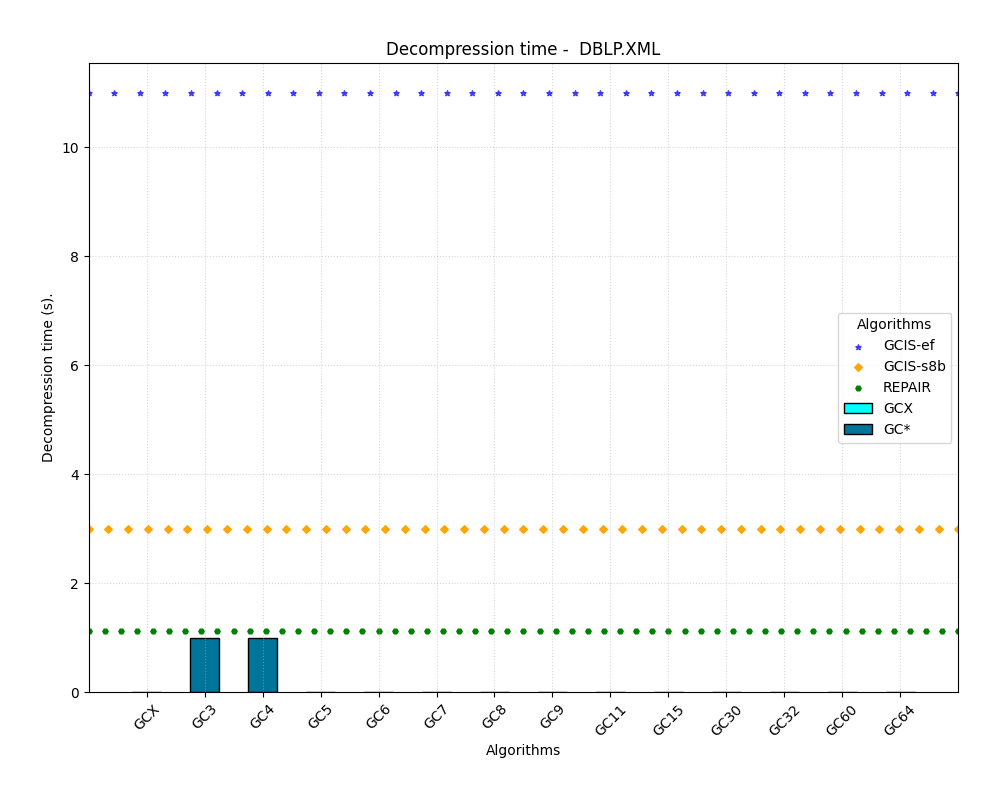 Decompression time -  DBLP.XML
Decompression time (s).
10
8
6
4
2
0
Algorithms
GCIS-ef
GCIS-s8b
REPAIR
GCX
GC*
GCX
GC3
GC4
GC5
GC6
GC7
GC8
GC9
GC11
GC15
GC30
GC32
GC60
GC64
Algorithms